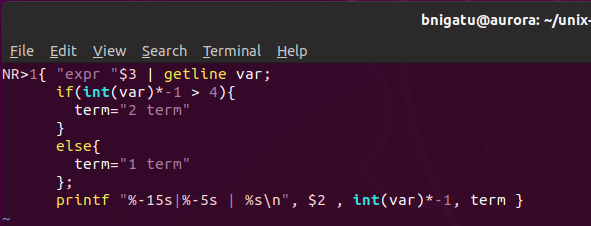 bnigatu@aurora: ~/unix-
File Edit View Search Terminal Help
NR>1{ "expr "$3 | getline var;
if(int(var)*-1 > 4){
term="2 term"
}
else{
term="1 term"
};
printf "%-15s|%-5s | %s\n", $2 , int(var)*-1, term }
~